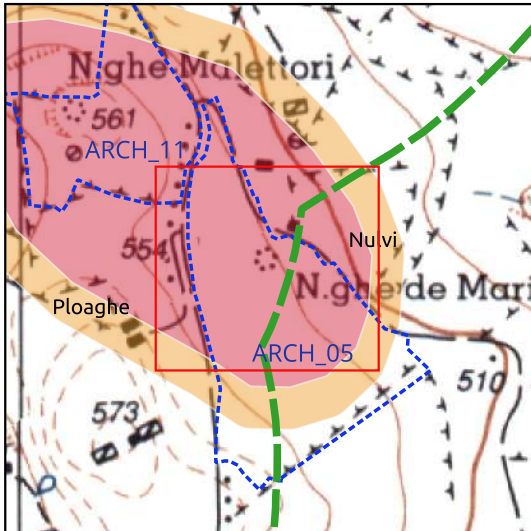 N.ghe Malettori
561
ARCH_11
554
Nulvi
N.ghe de Mari
Ploaghe
ARCH_05
510
573